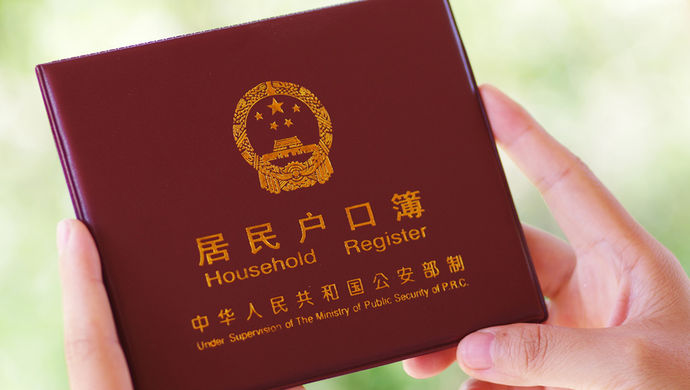 居民户口簿
Household Register
中华人民共和国公安部制
Under Supervision of The Ministry of Public Security of P.R.C.